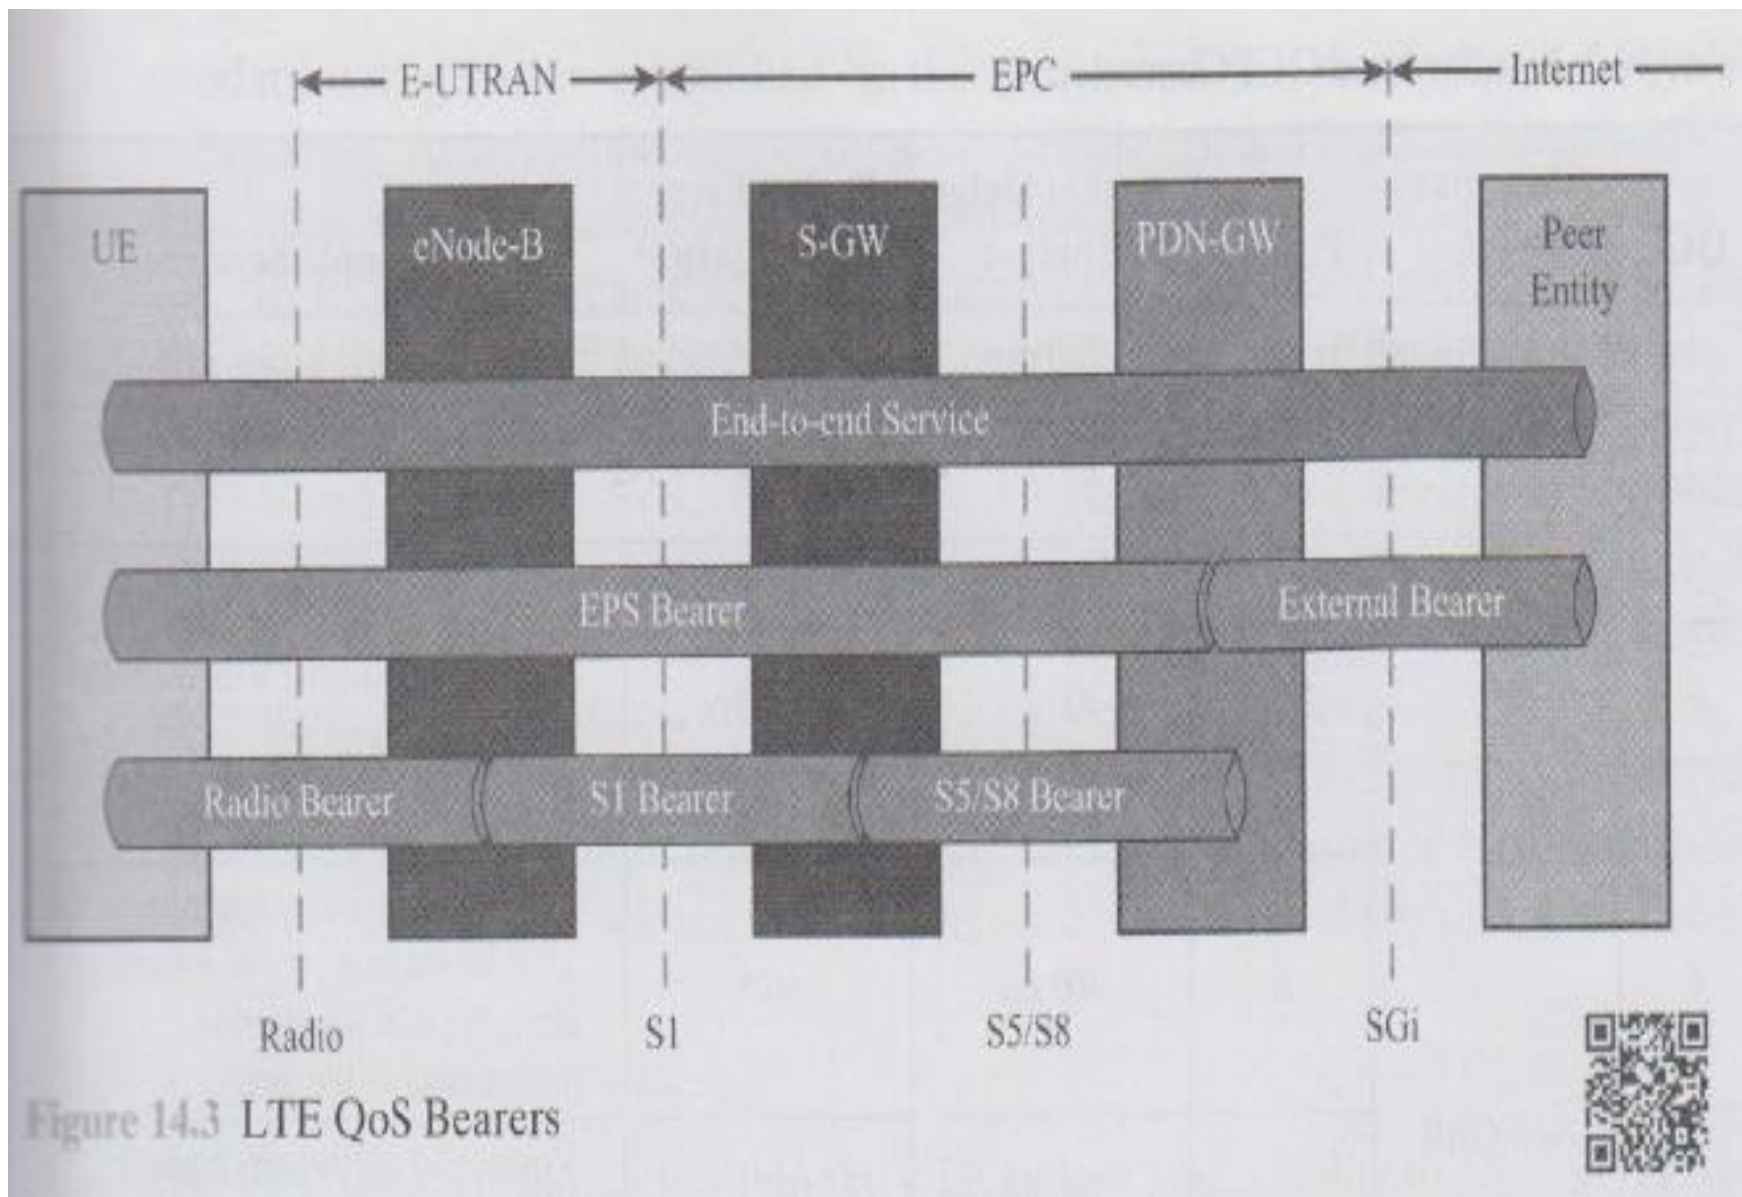 E-UTRAN EPC Internet
UE eNode-B S-GW PDN-GW Peer
Entity
End-to-end Service
EPS Bearer External Bearer
Radio Bearer S1 Bearer S5/S8 Bearer
Radio S1 S5/S8 SGi
Figure 14.3 LTE QoS Bearers